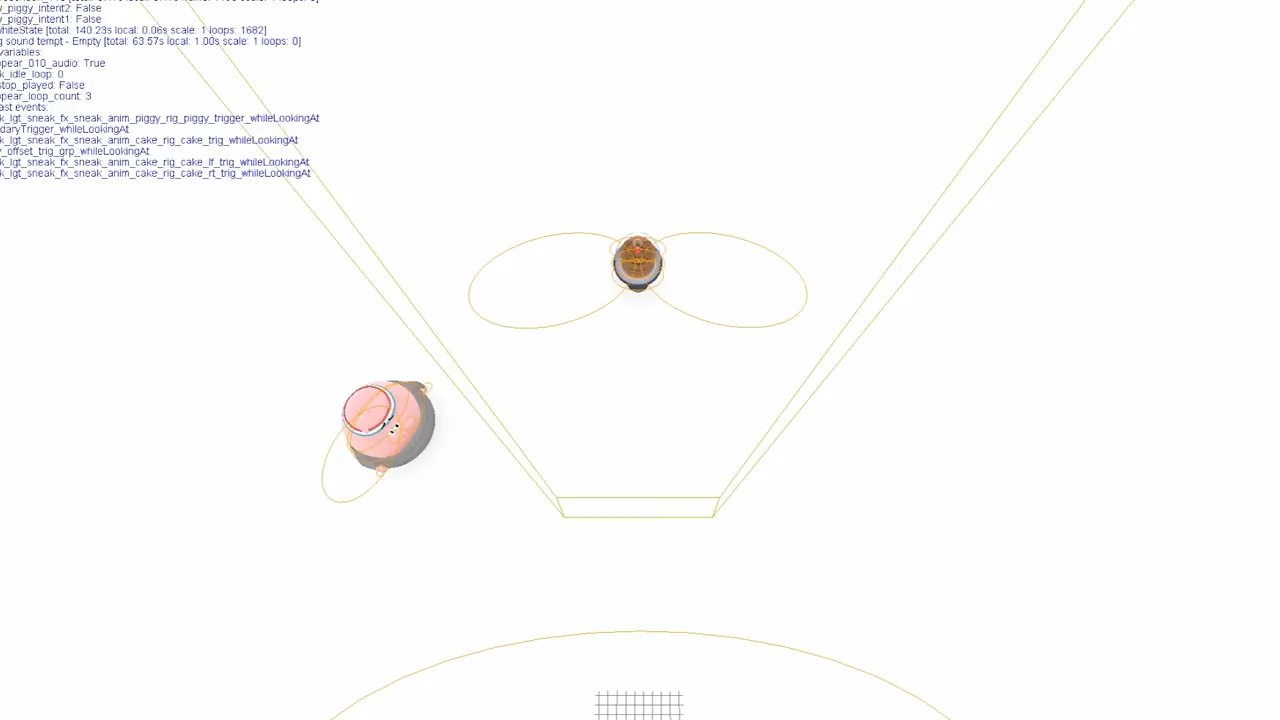 y_piggy_intent2: False
y_piggy_intent1: False
whiteState [total: 140.23s local: 0.06s scale: 1 loops: 1682]
g sound tempt - Empty [total: 63.57s local: 1.00s scale: 1 loops: 0]
variables:
pear_010_audio: True
k_idle_loop: 0
stop_played: False
ppear_loop_count: 3
ast events:
k_lgt_sneak_fx_sneak_anim_piggy_rig_piggy_trigger_whileLookingAt
daryTrigger_whileLookingAt
k_lgt_sneak_fx_sneak_anim_cake_rig_cake_trig_whileLookingAt
_offset_trig_grp_whileLookingAt
k_lgt_sneak_fx_sneak_anim_cake_rig_cake_lf_trig_whileLookingAt
k_lgt_sneak_fx_sneak_anim_cake_rig_cake_rt_trig_whileLookingAt